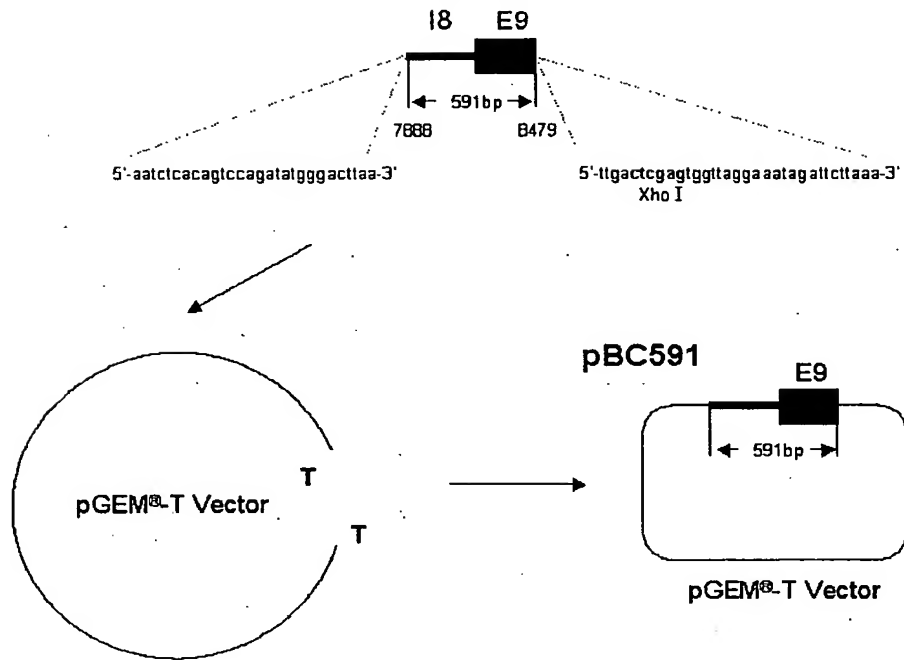 I8 E9
591bp
7888 8479
5'-aatctcacagtccagatatgggacttaa-3' 5'-ttgactcgagtggttaggaaatagattcttaaa-3'
Xho I
pBC591
E9
591bp
T
pGEM®-T Vector
T
pGEM®-T Vector